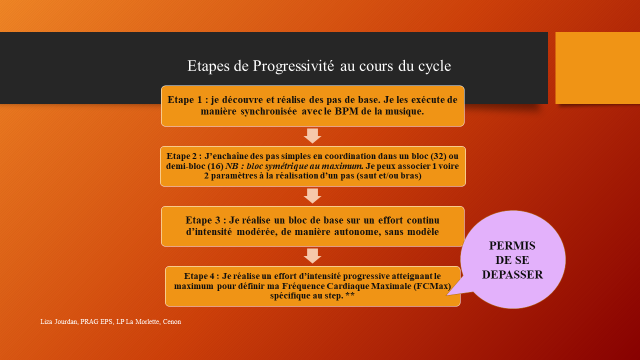 Etapes de Progressivité au cours du cycle
Etape 1 : je découvre et réalise des pas de base. Je les exécute de
manière synchronisée avec le BPM de la musique.
Etape 2 : J'enchaîne des pas simples en coordination dans un bloc (32) ou
demi-bloc (16) NB : bloc symétrique au maximum. Je peux associer 1 voire
2 paramètres à la réalisation d'un pas (saut et/ou bras)
Etape 3 : Je réalise un bloc de base sur un effort continu
d'intensité modérée, de manière autonome, sans modèle
PERMIS
DE SE
DEPASSER
Etape 4 : Je réalise un effort d'intensité progressive atteignant le
maximum pour définir ma Fréquence Cardiaque Maximale (FCMax)
spécifique au step. **
Liza Jourdan, PRAG EPS, LP La Morlette, Cenon